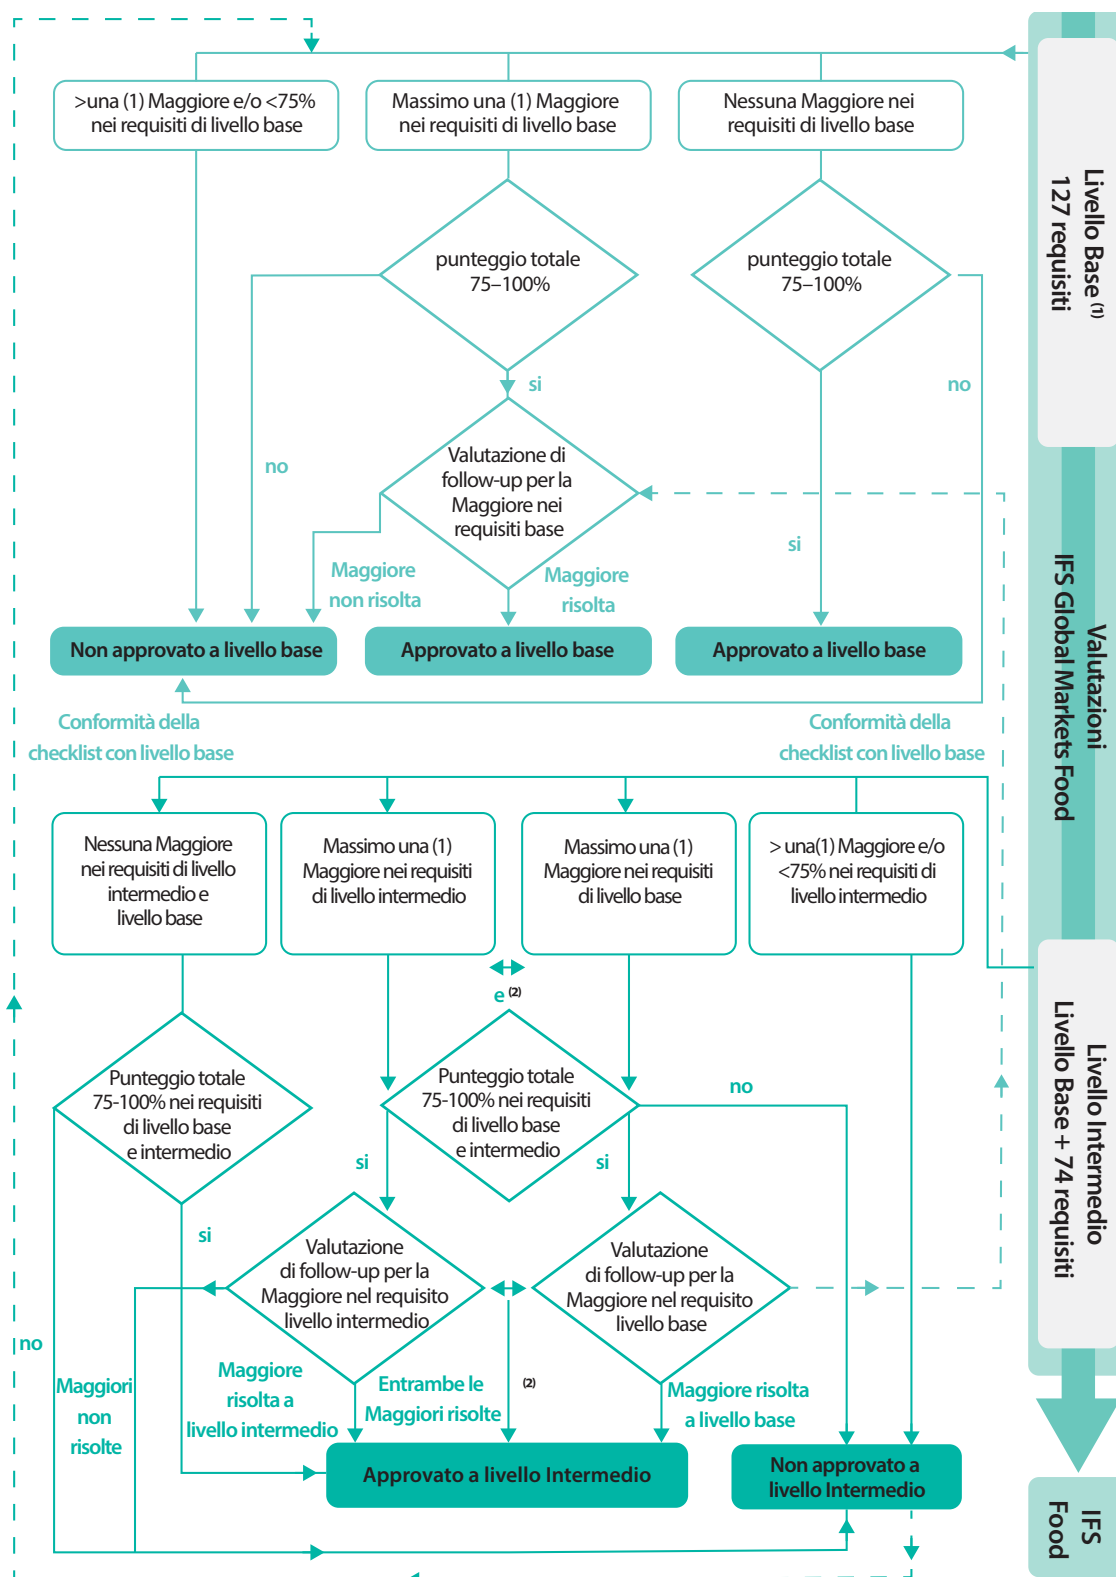 >una (1) Maggiore e/o <75%
nei requisiti di livello base
Massimo una (1) Maggiore
nei requisiti di livello base
Nessuna Maggiore nei
requisiti di livello base
punteggio totale
75–100%
punteggio totale
75–100%
si
no
no
Valutazione di
follow-up per la
Maggiore nei
requisiti base
si
Maggiore
non risolta
Maggiore
risolta
Non approvato a livello base
Approvato a livello base
Approvato a livello base
Conformità della
checklist con livello base
Conformità della
checklist con livello base
Nessuna Maggiore
nei requisiti di livello
intermedio e
livello base
Massimo una (1)
Maggiore nei requisiti
di livello intermedio
Massimo una (1)
Maggiore nei requisiti
di livello base
> una(1) Maggiore e/o
<75% nei requisiti di
livello intermedio
e (2)
Punteggio totale
75-100% nei requisiti
di livello base
e intermedio
Punteggio totale
75-100% nei requisiti
di livello base
e intermedio
no
si
si
si
Valutazione
di follow-up per la
Maggiore nel requisito
livello intermedio
Valutazione
di follow-up per la
Maggiore nel requisito
livello base
no
Maggiori
non
risolte
Maggiore
risolta a
livello intermedio
Entrambe le
Maggiori risolte
(2)
Maggiore risolta
a livello base
Approvato a livello Intermedio
Non approvato a
livello Intermedio
Livello Base (1)
127 requisiti
Valutazioni
IFS Global Markets Food
Livello Intermedio
Livello Base + 74 requisiti
IFS
Food